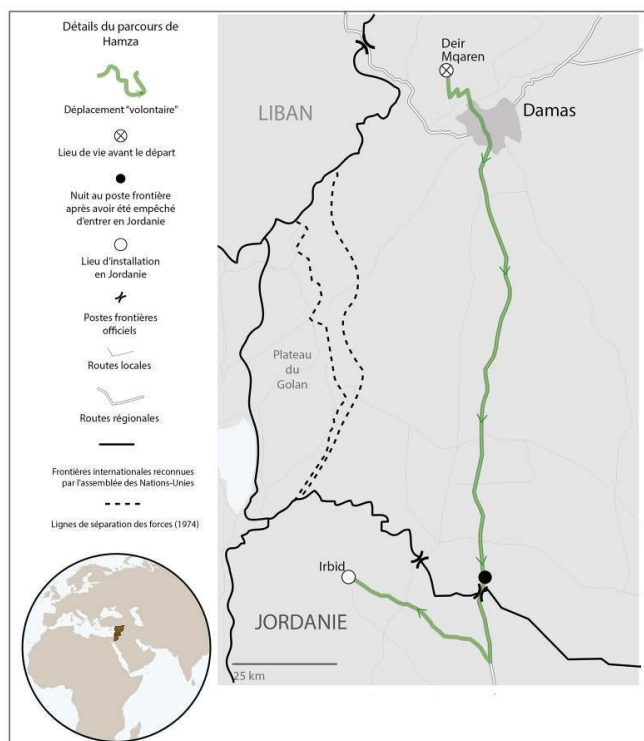 Détails du parcours de
Hamza
Déplacement "volontaire"
Lieu de vie avant le départ
Nuit au poste frontière
après avoir été empêché
d'entrer en Jordanie
Lieu d'installation
en Jordanie
Postes frontières
officiels
Routes locales
Routes régionales
Frontières internationales reconnues
par l'assemblée des Nations-Unies
Lignes de séparation des forces (1974)
Deir
Mqaren
LIBAN
Damas
Plateau
du
Golan
Irbid
JORDANIE
25 km